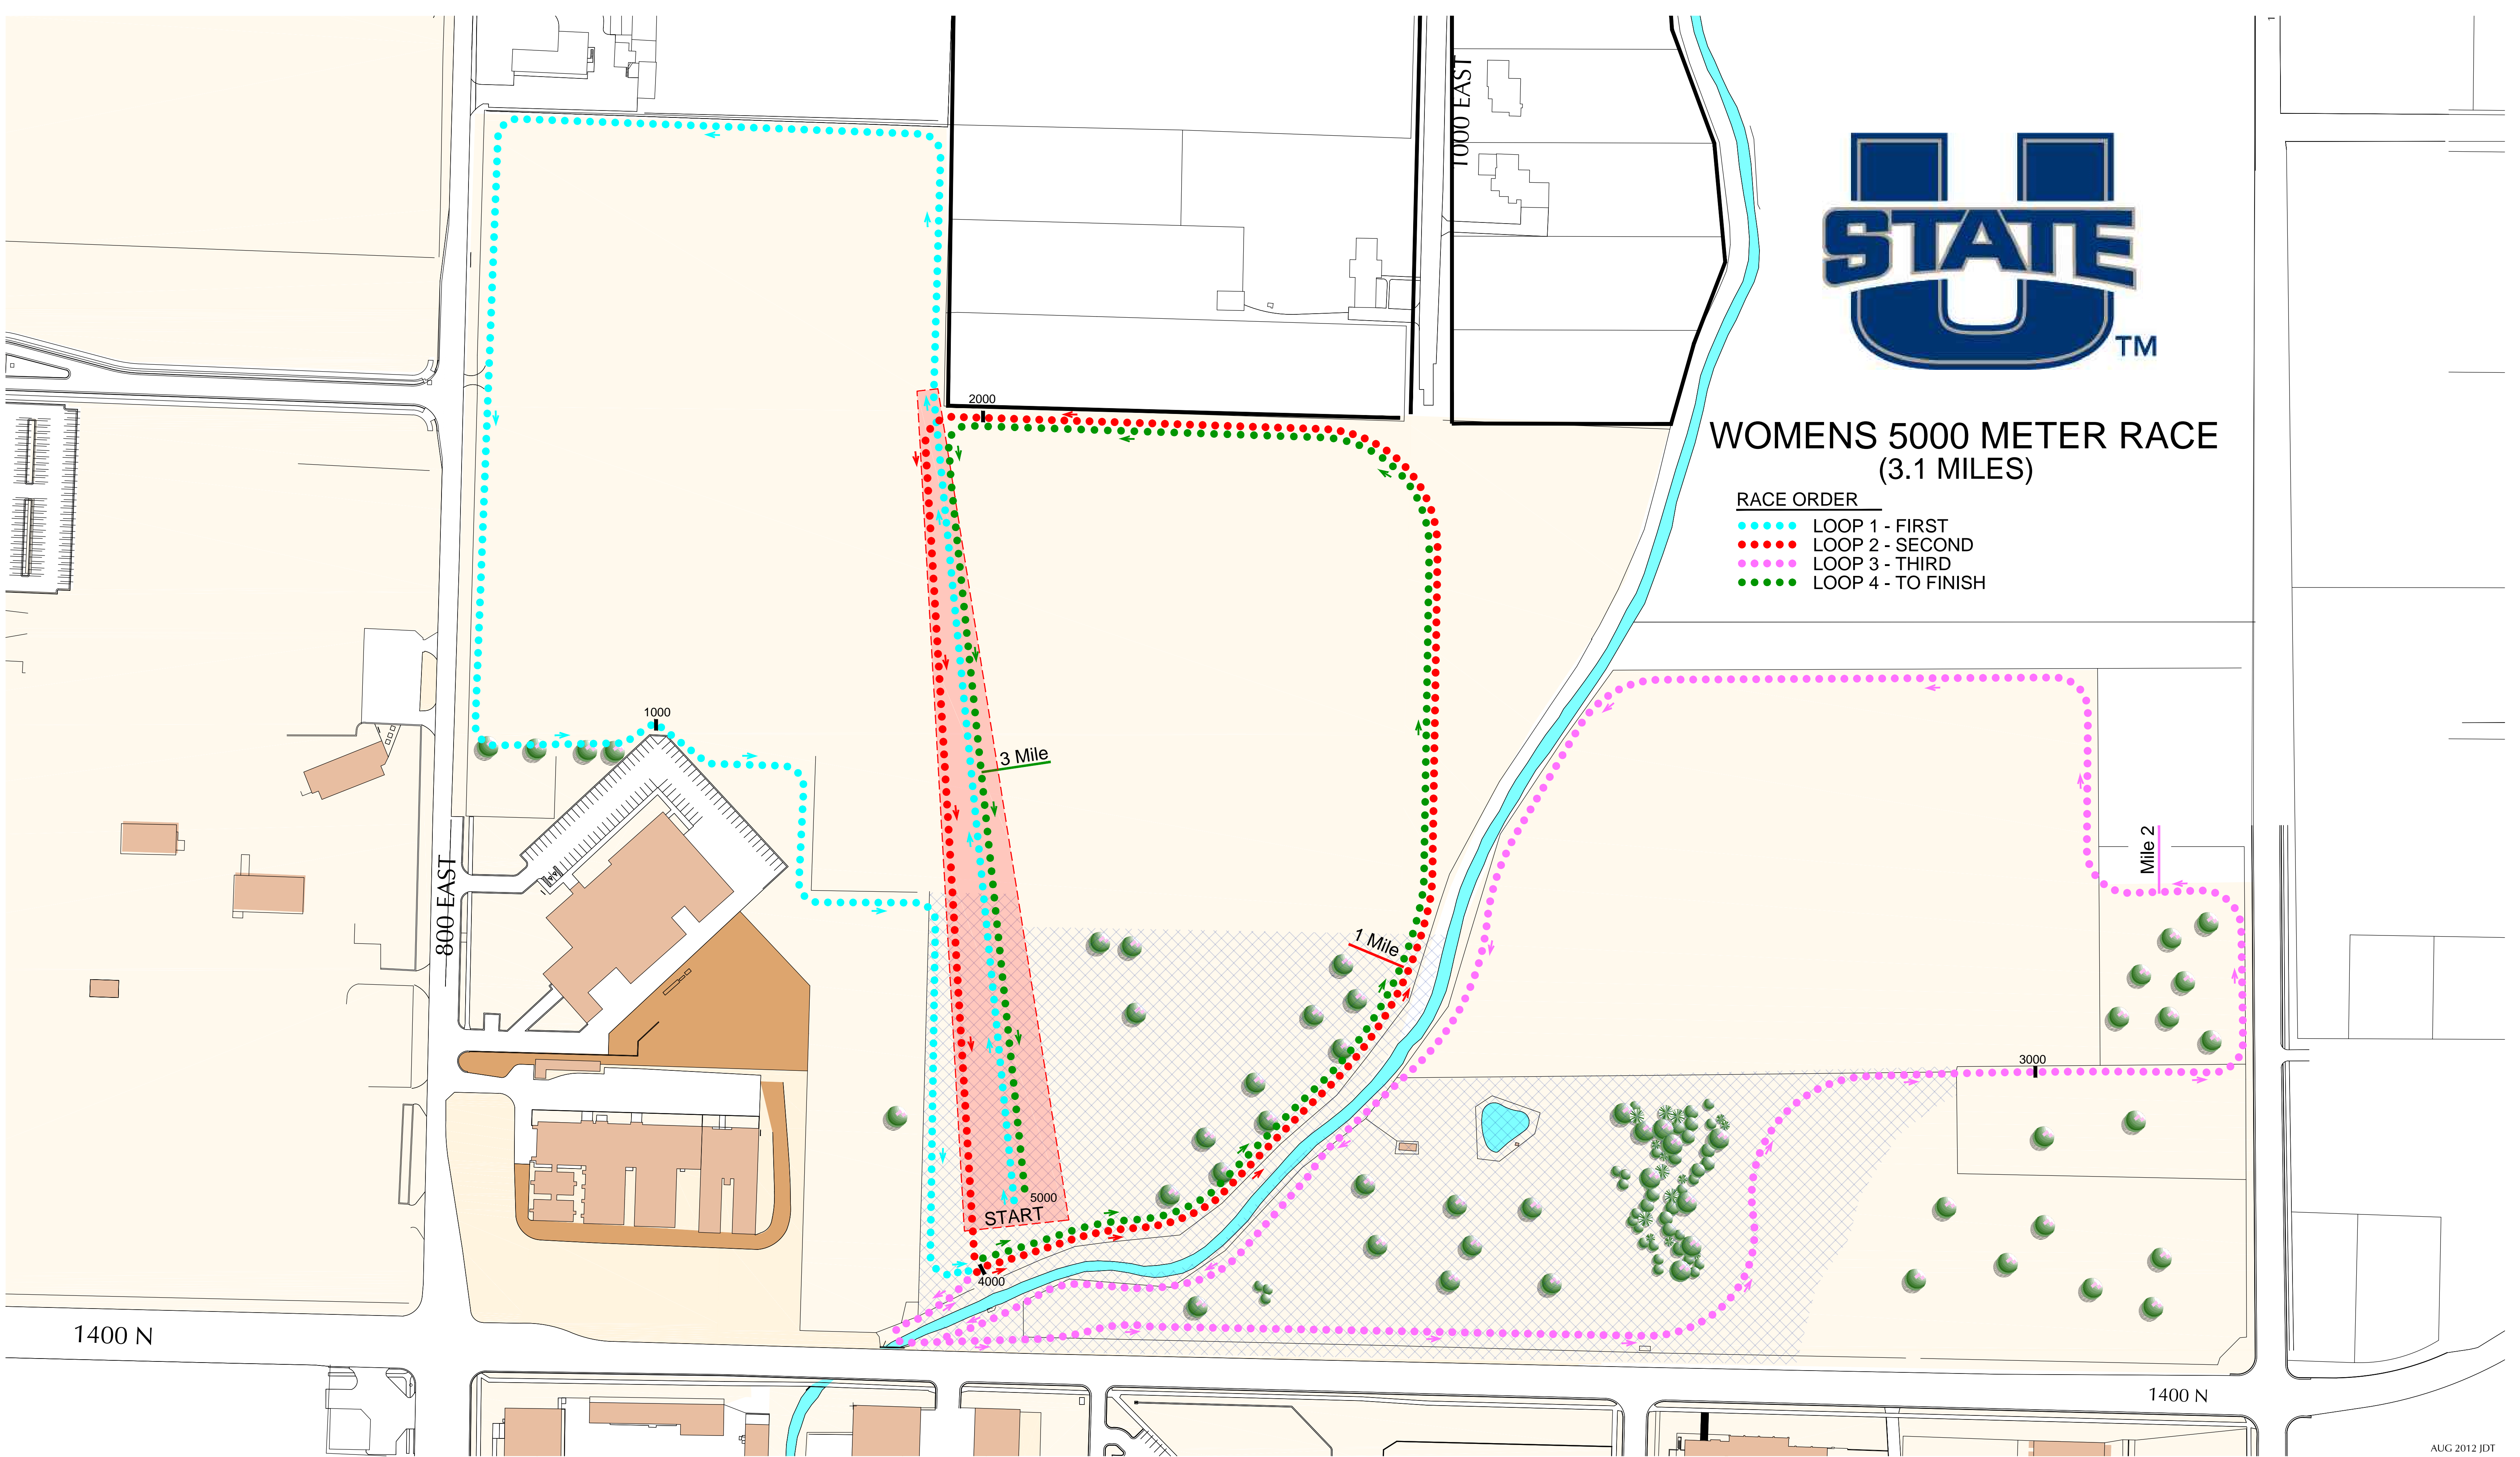 1000 EAST
U
STATE
TM
WOMENS 5000 METER RACE
(3.1 MILES)
RACE ORDER
LOOP 1 - FIRST
LOOP 2 - SECOND
LOOP 3 - THIRD
LOOP 4 - TO FINISH
2000
1000
3 Mile
800 EAST
Mile 2
1 Mile
3000
5000
START
4000
1400 N
1400 N
AUG 2012 JDT